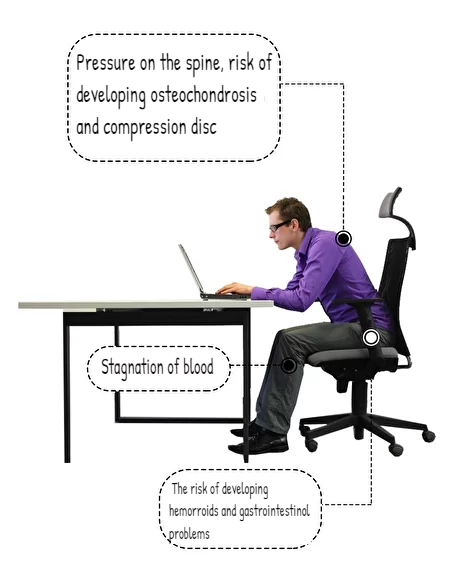 Pressure on the spine, risk of
developing osteochondrosis
and compression disc
Stagnation of blood
The risk of developing
hemorroids and gastrointestinol
problems